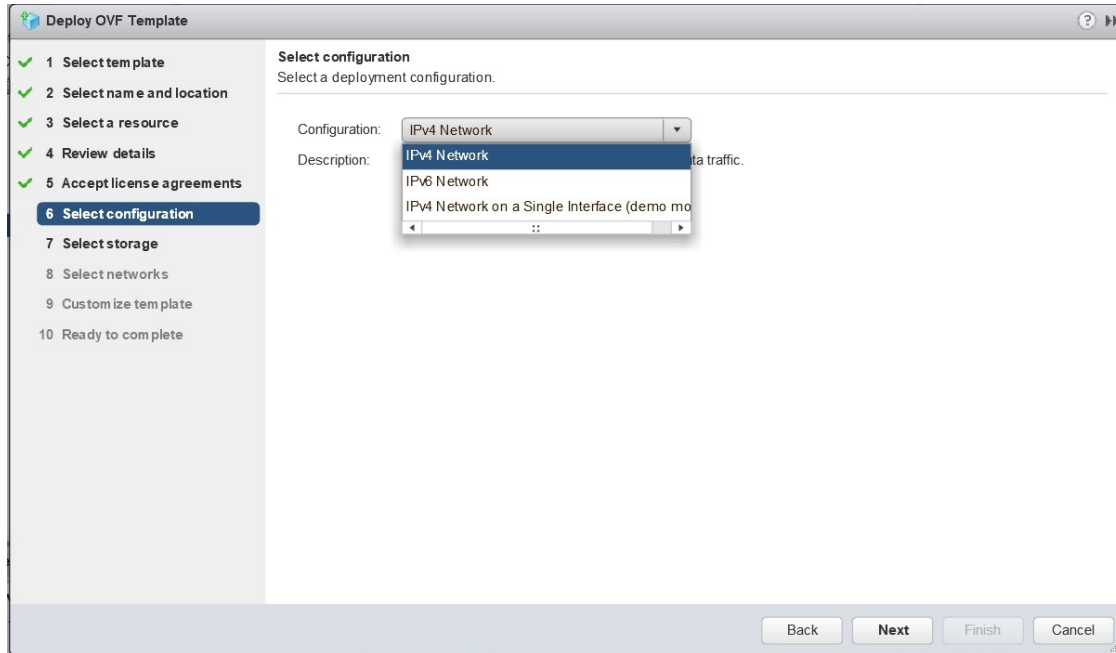 Deploy OVF Template
1 Select template
2 Select name and location
3 Select a resource
4 Review details
5 Accept license agreements
6 Select configuration
7 Select storage
8 Select networks
9 Customize template
10 Ready to complete
Select configuration
Select a deployment configuration.
Configuration: IPv4 Network
Description: ta traffic.
IPv4 Network
IPv6 Network
IPv4 Network on a Single Interface (demo mo
Back Next Finish Cancel